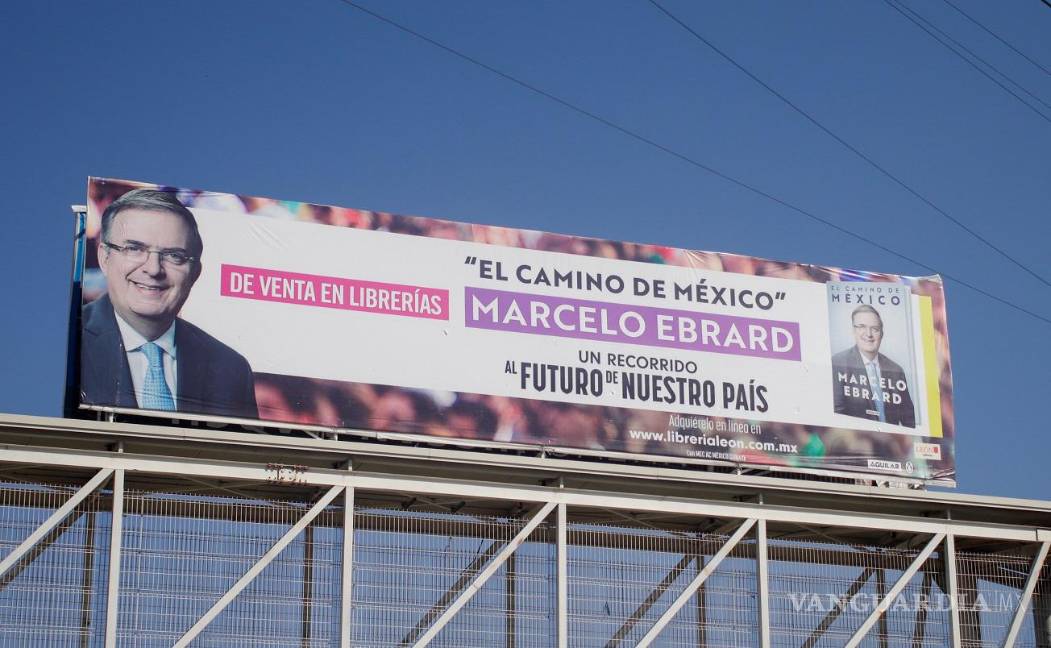 DE VENTA EN LIBRERÍAS
"EL CAMINO DE MÉXICO"
MARCELO EBRARD
UN RECORRIDO
AL FUTURO DE NUESTRO PAÍS
Adquiérelo en línea en
www.librerialeon.com.mx
EL CAMINO DE
MÉXICO
MARCELO
EBRARD
AGUILAR
VANGUARDIA MX